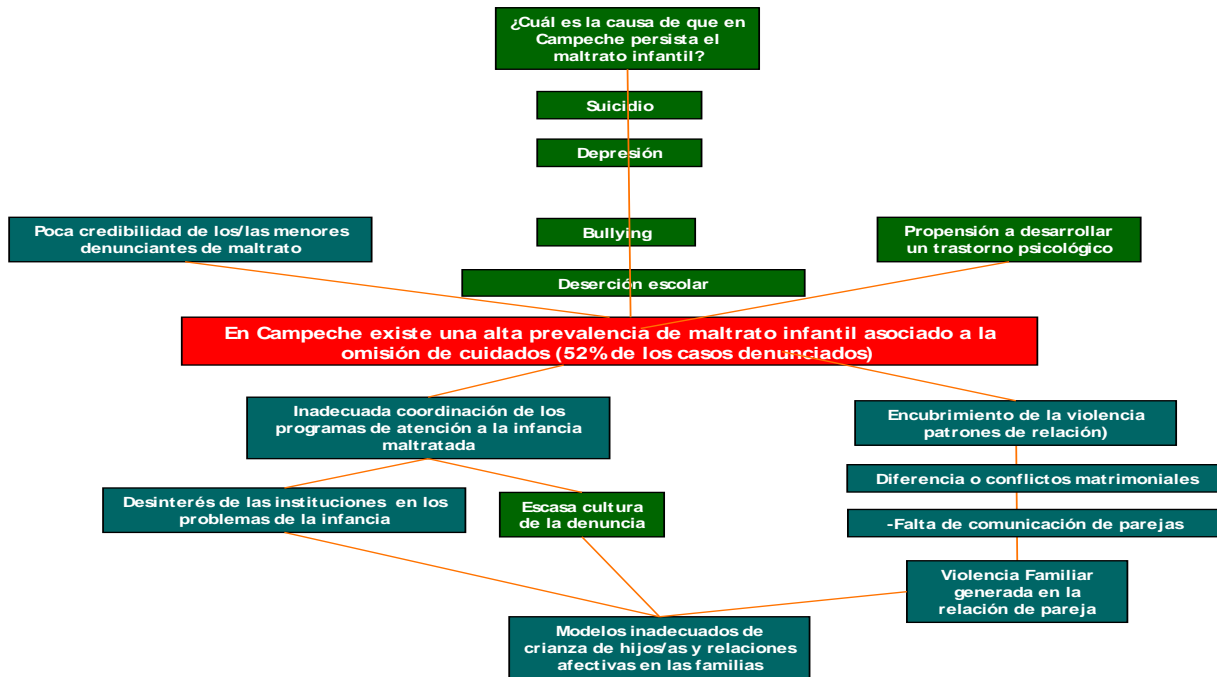 ¿Cuál es la causa de que en
Campeche persista el
maltrato infantil?
Suicidio
Depresión
Poca credibilidad de los/las menores
denunciantes de maltrato
Bullying
Propensión a desarrollar
un trastorno psicológico
Deserción escolar
En Campeche existe una alta prevalencia de maltrato infantil asociado a la
omisión de cuidados (52% de los casos denunciados)
Inadecuada coordinación de los
programas de atención a la infancia
maltratada
Encubrimiento de la violencia
patrones de relación)
Diferencia o conflictos matrimoniales
Desinterés de las instituciones en los
problemas de la infancia
Escasa cultura
de la denuncia
-Falta de comunicación de parejas
Violencia Familiar
generada en la
relación de pareja
Modelos inadecuados de
crianza de hijos/as y relaciones
afectivas en las familias